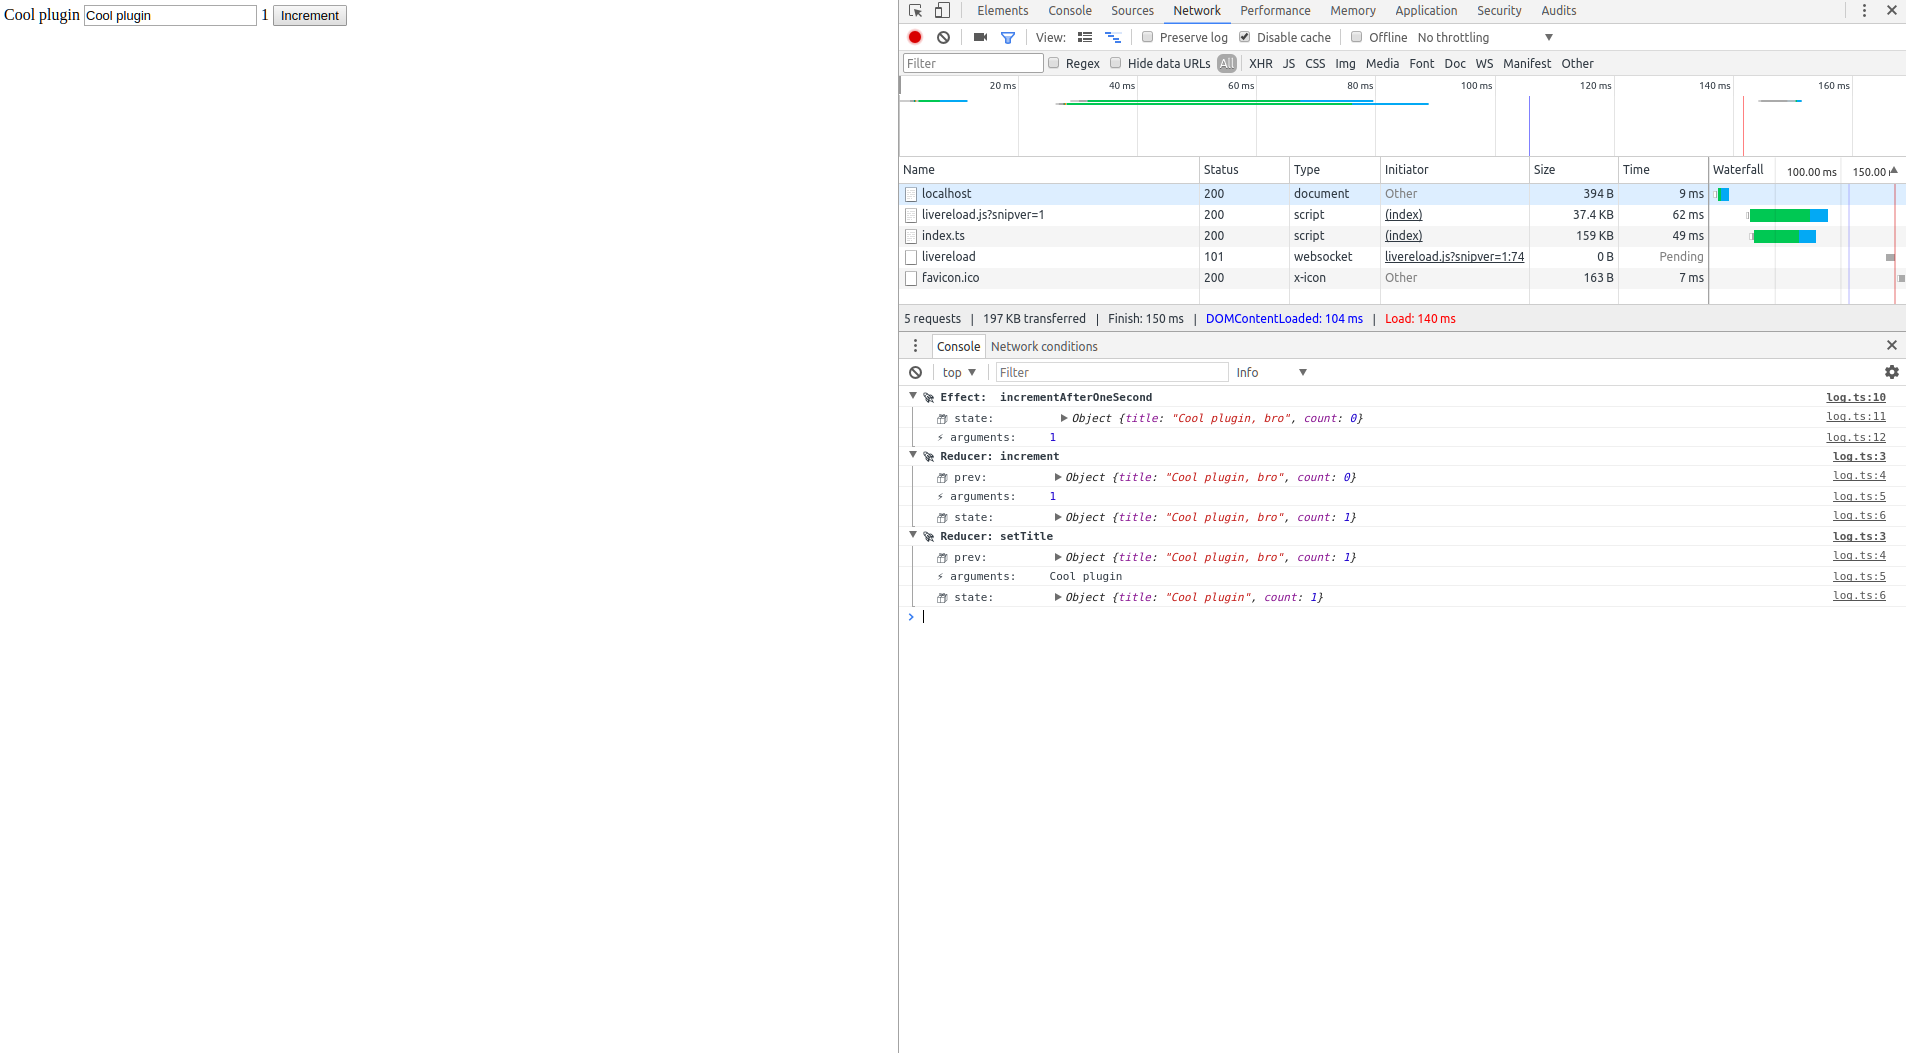 Cool plugin Cool plugin 1 Increment
Elements Console Sources Network Performance Memory Application Security Audits
View: Preserve log Disable cache Offline No throttling
Filter Regex Hide data URLs All XHR JS CSS Img Media Font Doc WS Manifest Other
20 ms 40 ms 60 ms 80 ms 100 ms 120 ms 140 ms 160 ms
Name Status Type Initiator Size Time Waterfall 100.00 ms 150.00
localhost 200 document Other 394 B 9 ms
livereload.js?snipver=1 200 script (index) 37.4 KB 62 ms
index.ts 200 script (index) 159 KB 49 ms
livereload 101 websocket livereload.js?snipver=1:74 0 B Pending
favicon.ico 200 x-icon Other 163 B 7 ms
5 requests | 197 KB transferred | Finish: 150 ms | DOMContentLoaded: 104 ms | Load: 140 ms
Console Network conditions
top Filter Info
Effect: incrementAfterOneSecond log.ts:10
state: Object {title: "Cool plugin, bro", count: 0} log.ts:11
arguments: 1 log.ts:12
Reducer: increment log.ts:3
prev: Object {title: "Cool plugin, bro", count: 0} log.ts:4
arguments: 1 log.ts:5
state: Object {title: "Cool plugin, bro", count: 1} log.ts:6
Reducer: setTitle log.ts:3
prev: Object {title: "Cool plugin, bro", count: 1} log.ts:4
arguments: Cool plugin log.ts:5
state: Object {title: "Cool plugin", count: 1} log.ts:6